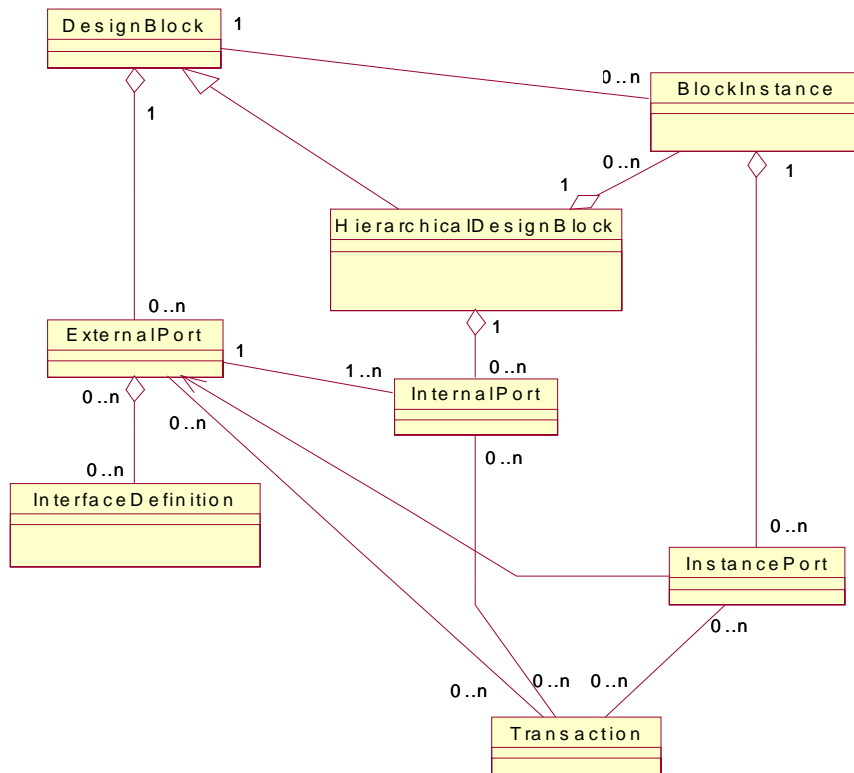 DesignBlock
1
0..n
BlockInstance
1
0..n
1
1
HierarchicalDesignBlock
0..n
1
ExternalPort
1
0..n
1..n
InternalPort
0..n
0..n
0..n
0..n
InterfaceDefinition
0..n
InstancePort
0..n
0..n
0..n
0..n
Transaction